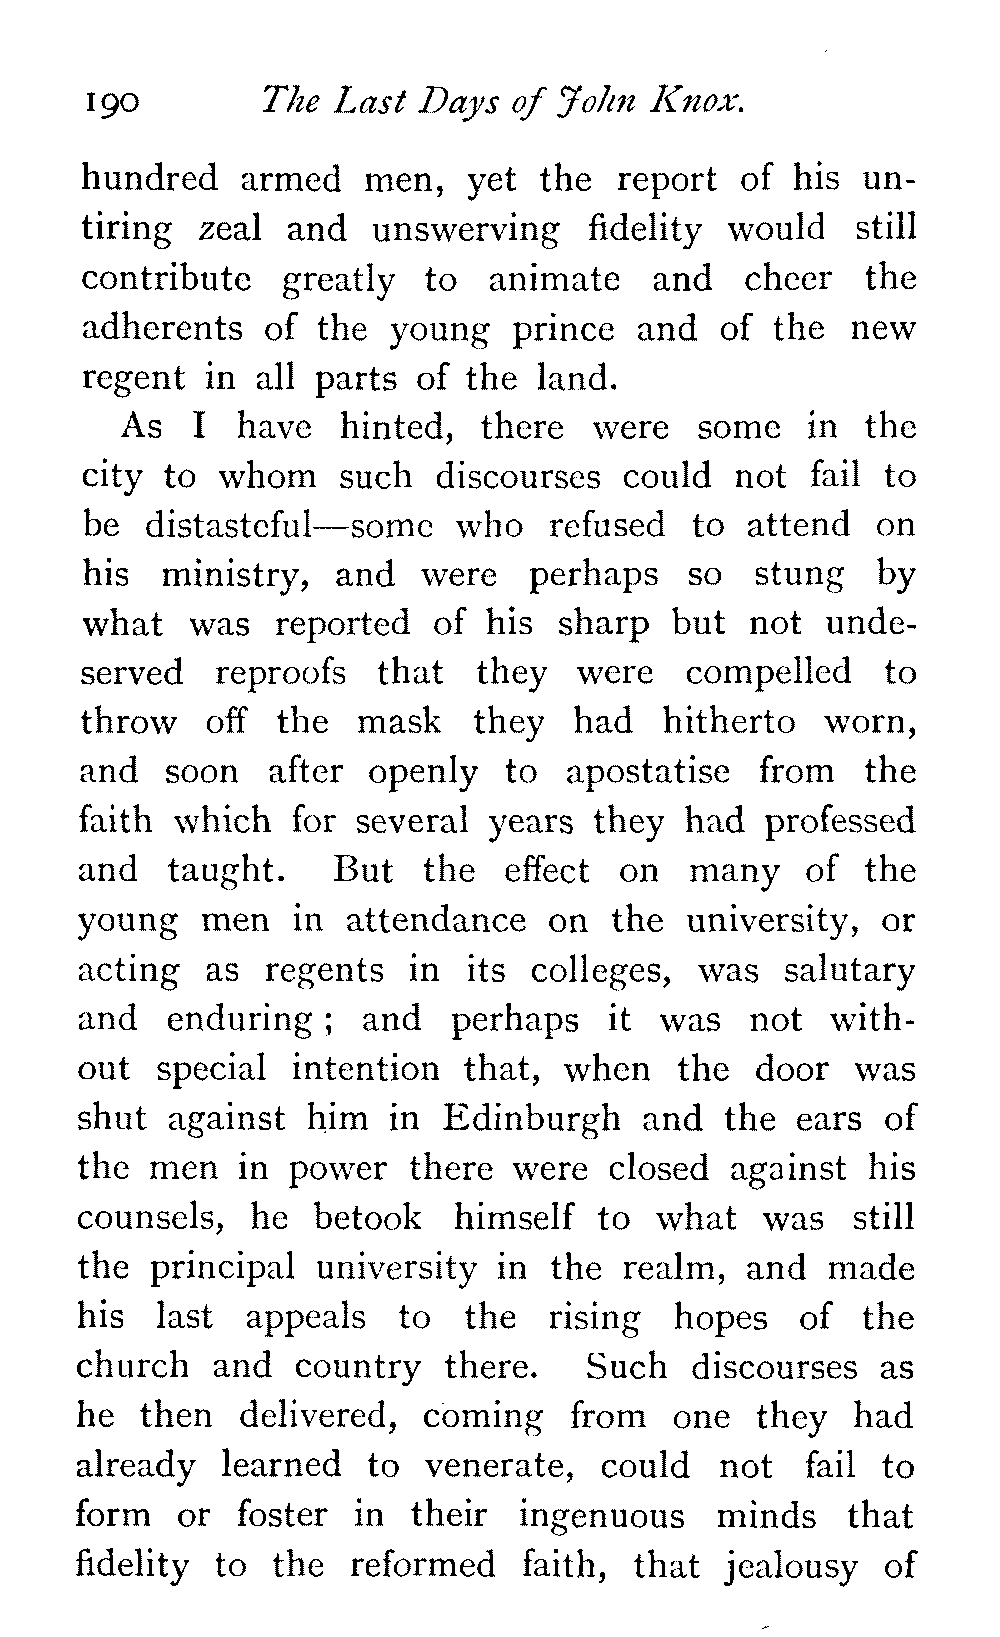 190 The Last Days of John Knox.
hundred armed men, yet the report of his un-
tiring zeal and unswerving fidelity would still
contribute greatly to animate and cheer the
adherents of the young prince and of the new
regent in all parts of the land.
As I have hinted, there were some in the
city to whom such discourses could not fail to
be distasteful—some who refused to attend on
his ministry, and were perhaps so stung by
what was reported of his sharp but not unde-
served reproofs that they were compelled to
throw off the mask they had hitherto worn,
and soon after openly to apostatise from the
faith which for several years they had professed
and taught. But the effect on many of the
young men in attendance on the university, or
acting as regents in its colleges, was salutary
and enduring ; and perhaps it was not with-
out special intention that, when the door was
shut against him in Edinburgh and the ears of
the men in power there were closed against his
counsels, he betook himself to what was still
the principal university in the realm, and made
his last appeals to the rising hopes of the
church and country there. Such discourses as
he then delivered, coming from one they had
already learned to venerate, could not fail to
form or foster in their ingenuous minds that
fidelity to the reformed faith, that jealousy of